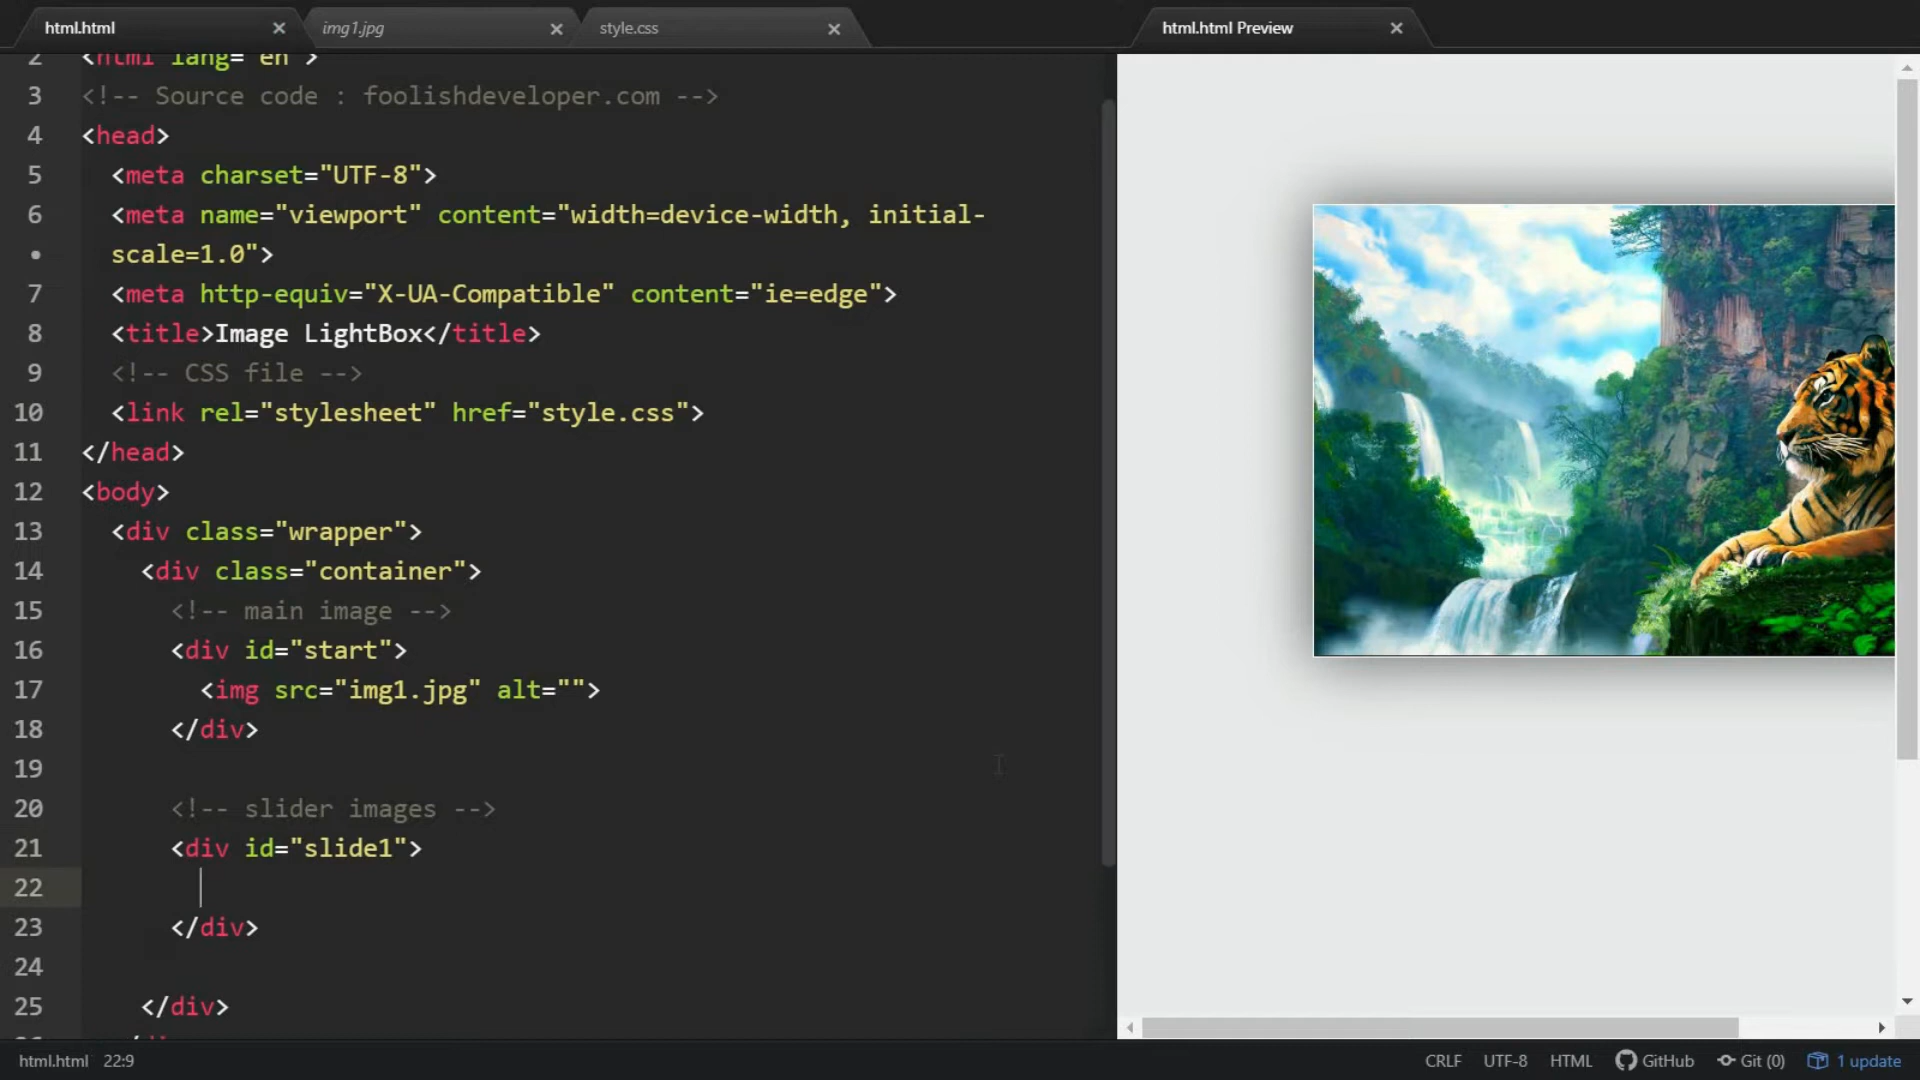 html.html
img1.jpg
style.css
html.html Preview
2 <html lang="en">
3 <!-- Source code : foolishdeveloper.com -->
4 <head>
5 <meta charset="UTF-8">
6 <meta name="viewport" content="width=device-width, initial-
• scale=1.0">
7 <meta http-equiv="X-UA-Compatible" content="ie=edge">
8 <title>Image LightBox</title>
9 <!-- CSS file -->
10 <link rel="stylesheet" href="style.css">
11 </head>
12 <body>
13 <div class="wrapper">
14 <div class="container">
15 <!-- main image -->
16 <div id="start">
17 <img src="img1.jpg" alt="">
18 </div>
19
20 <!-- slider images -->
21 <div id="slide1">
22
23 </div>
24
25 </div>
html.html 22:9
CRLF UTF-8 HTML GitHub Git (0) 1 update